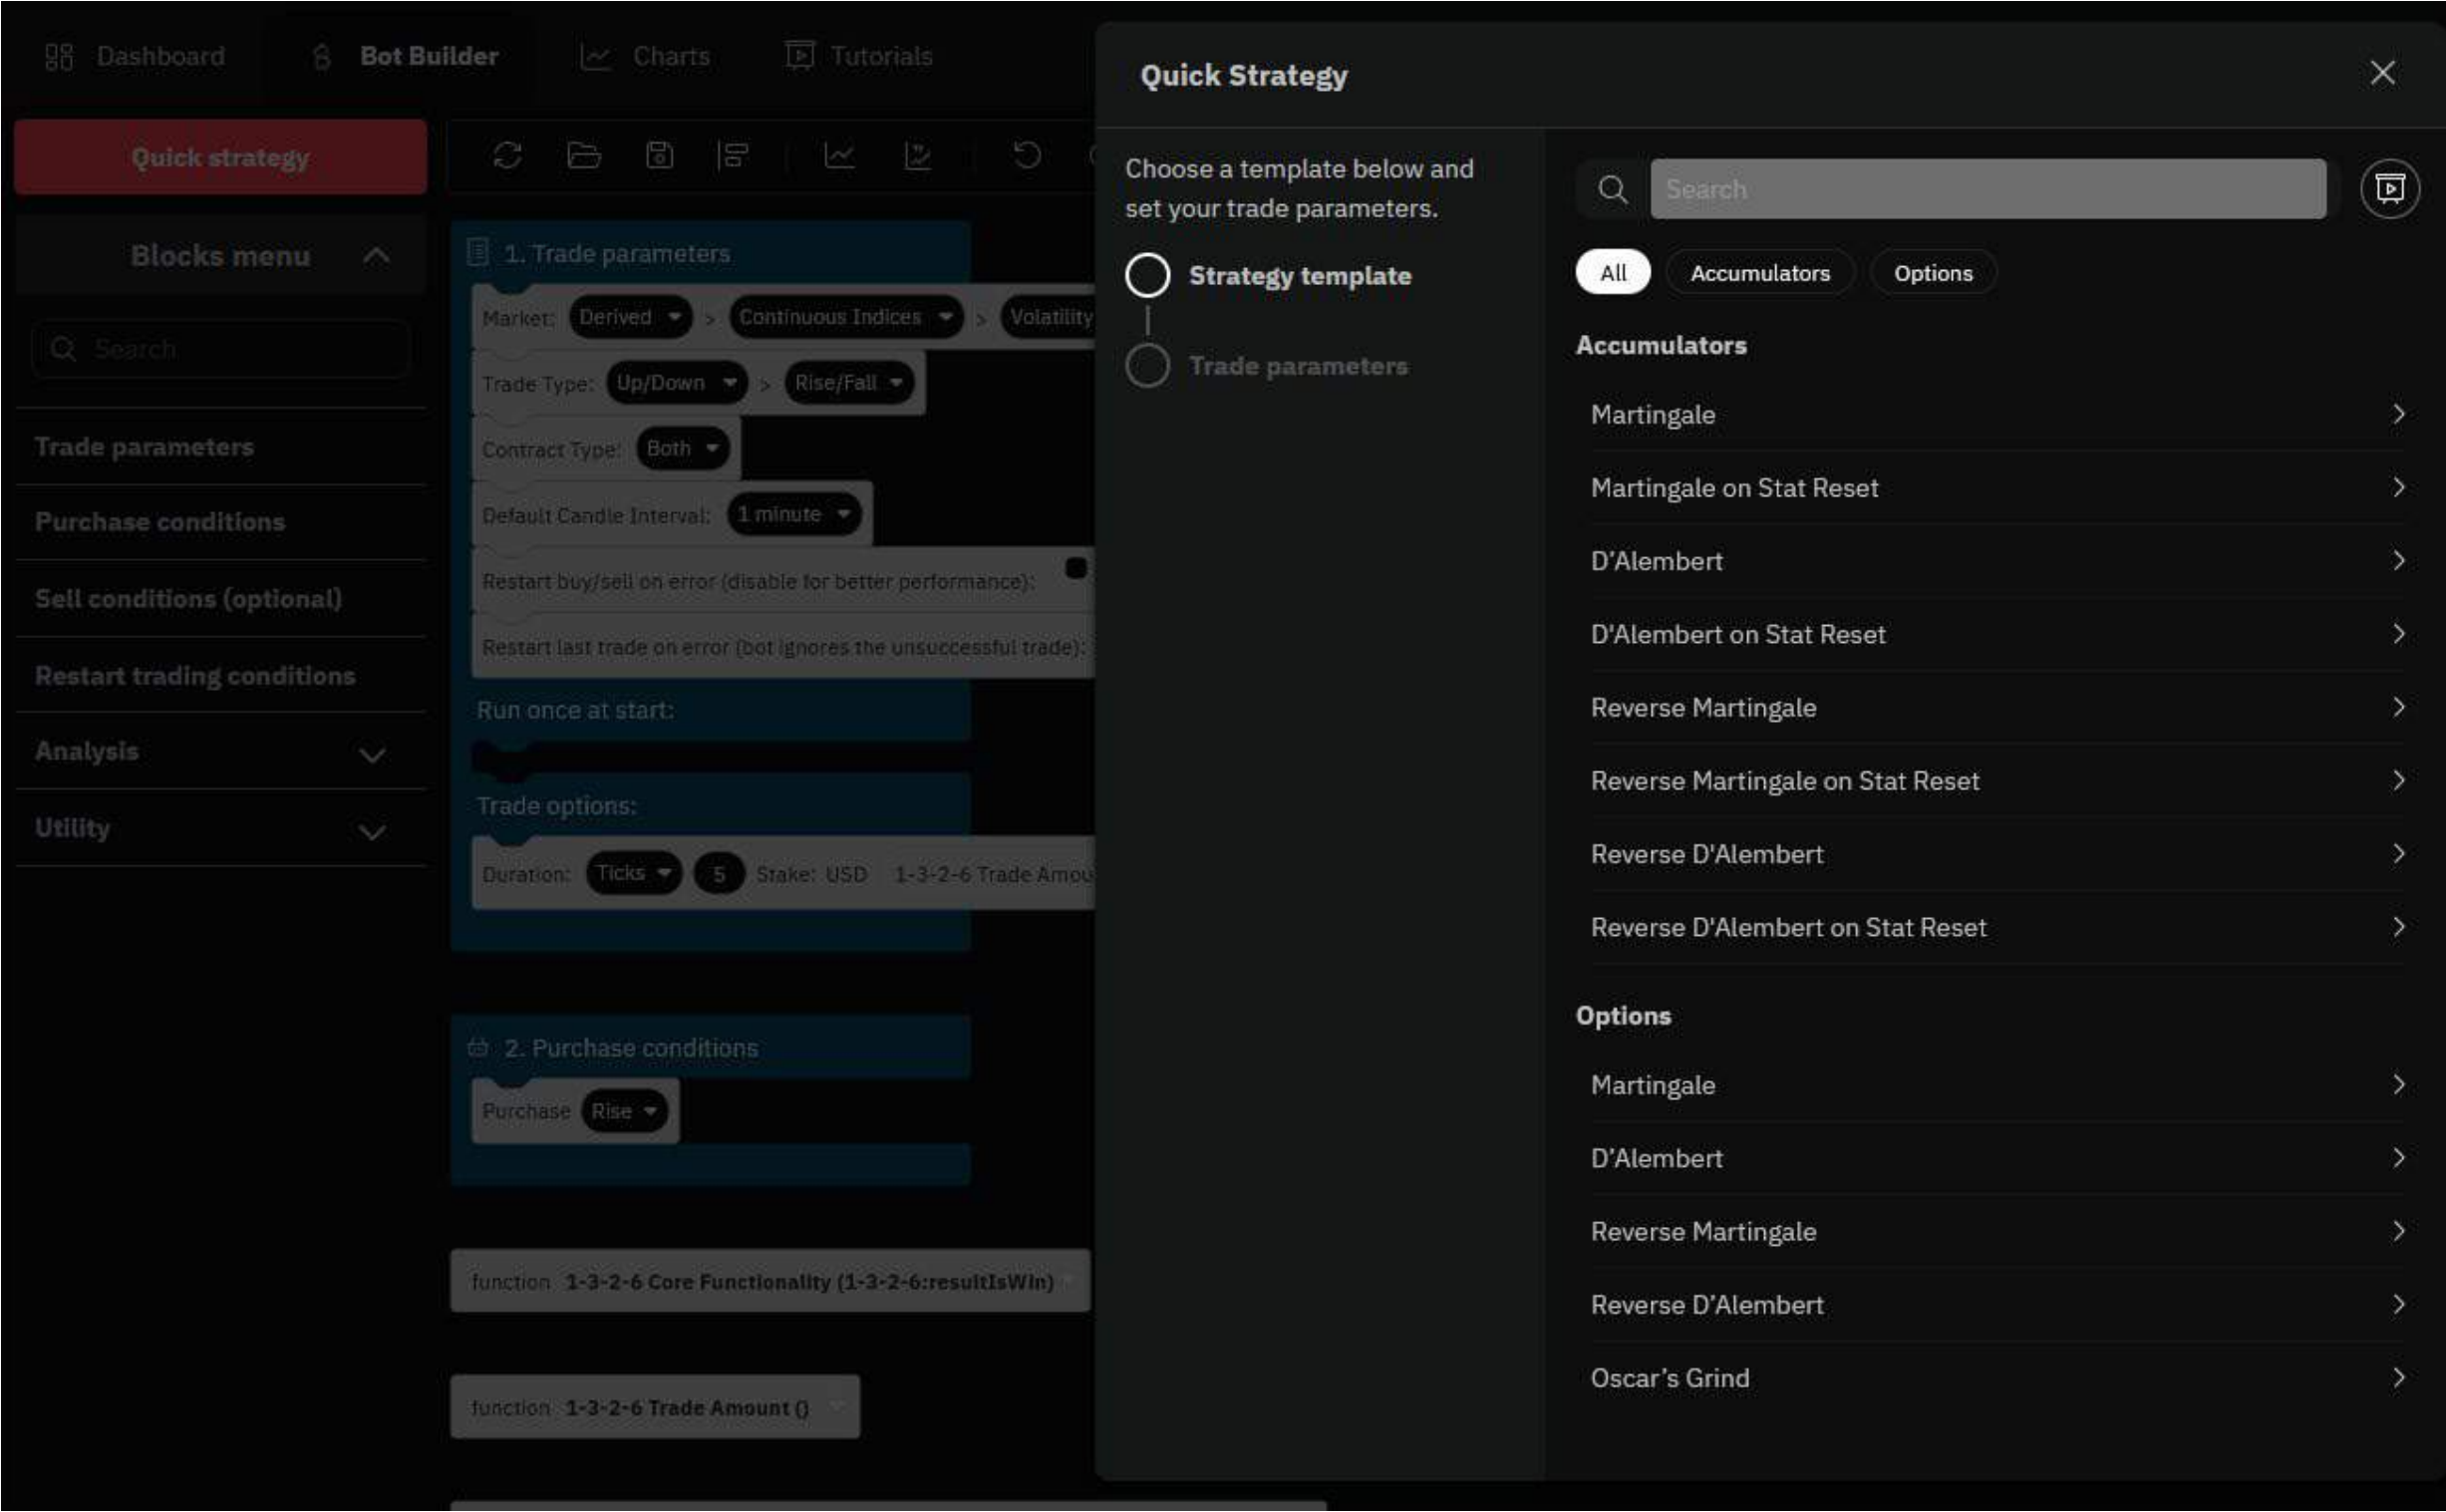 Dashboard
Bot Builder
Charts
Tutorials
Quick strategy
Blocks menu
Search
Trade parameters
Purchase conditions
Sell conditions (optional)
Restart trading conditions
Analysis
Utility
1. Trade parameters
Market: Derived > Continuous Indices > Volatility
Trade Type: Up/Down > Rise/Fall
Contract Type: Both
Default Candle Interval: 1 minute
Restart buy/sell on error (disable for better performance):
Restart last trade on error (bot ignores the unsuccessful trade):
Run once at start:
Trade options:
Duration: Ticks 5 Stake: USD 1-3-2-6 Trade Amou
2. Purchase conditions
Purchase Rise
function 1-3-2-6 Core Functionality (1-3-2-6:resultIsWin)
function 1-3-2-6 Trade Amount ()
Quick Strategy
Choose a template below and
set your trade parameters.
Strategy template
Trade parameters
Search
All
Accumulators
Options
Accumulators
Martingale
Martingale on Stat Reset
D’Alembert
D'Alembert on Stat Reset
Reverse Martingale
Reverse Martingale on Stat Reset
Reverse D'Alembert
Reverse D'Alembert on Stat Reset
Options
Martingale
D’Alembert
Reverse Martingale
Reverse D’Alembert
Oscar’s Grind